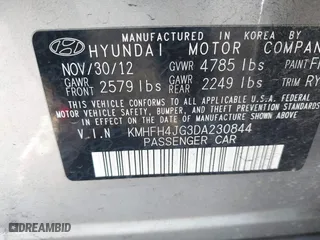 MANUFACTURED IN KOREA BY
HYUNDAI MOTOR COMPANY
NOV/30/12 GVWR 4785 lbs PAINT
GAWR FRONT 2579 lbs GAWR REAR 2249 lbs TRIM RY
THIS VEHICLE CONFORMS TO ALL APPLICABLE U.S.A. FEDERAL
MOTOR VEHICLE SAFETY, BUMPER, AND THEFT PREVENTION STANDARDS
IN EFFECT ON THE DATE OF MANUFACTURE SHOWN ABOVE.
V.I.N KMHFH4JG3DA230844
PASSENGER CAR